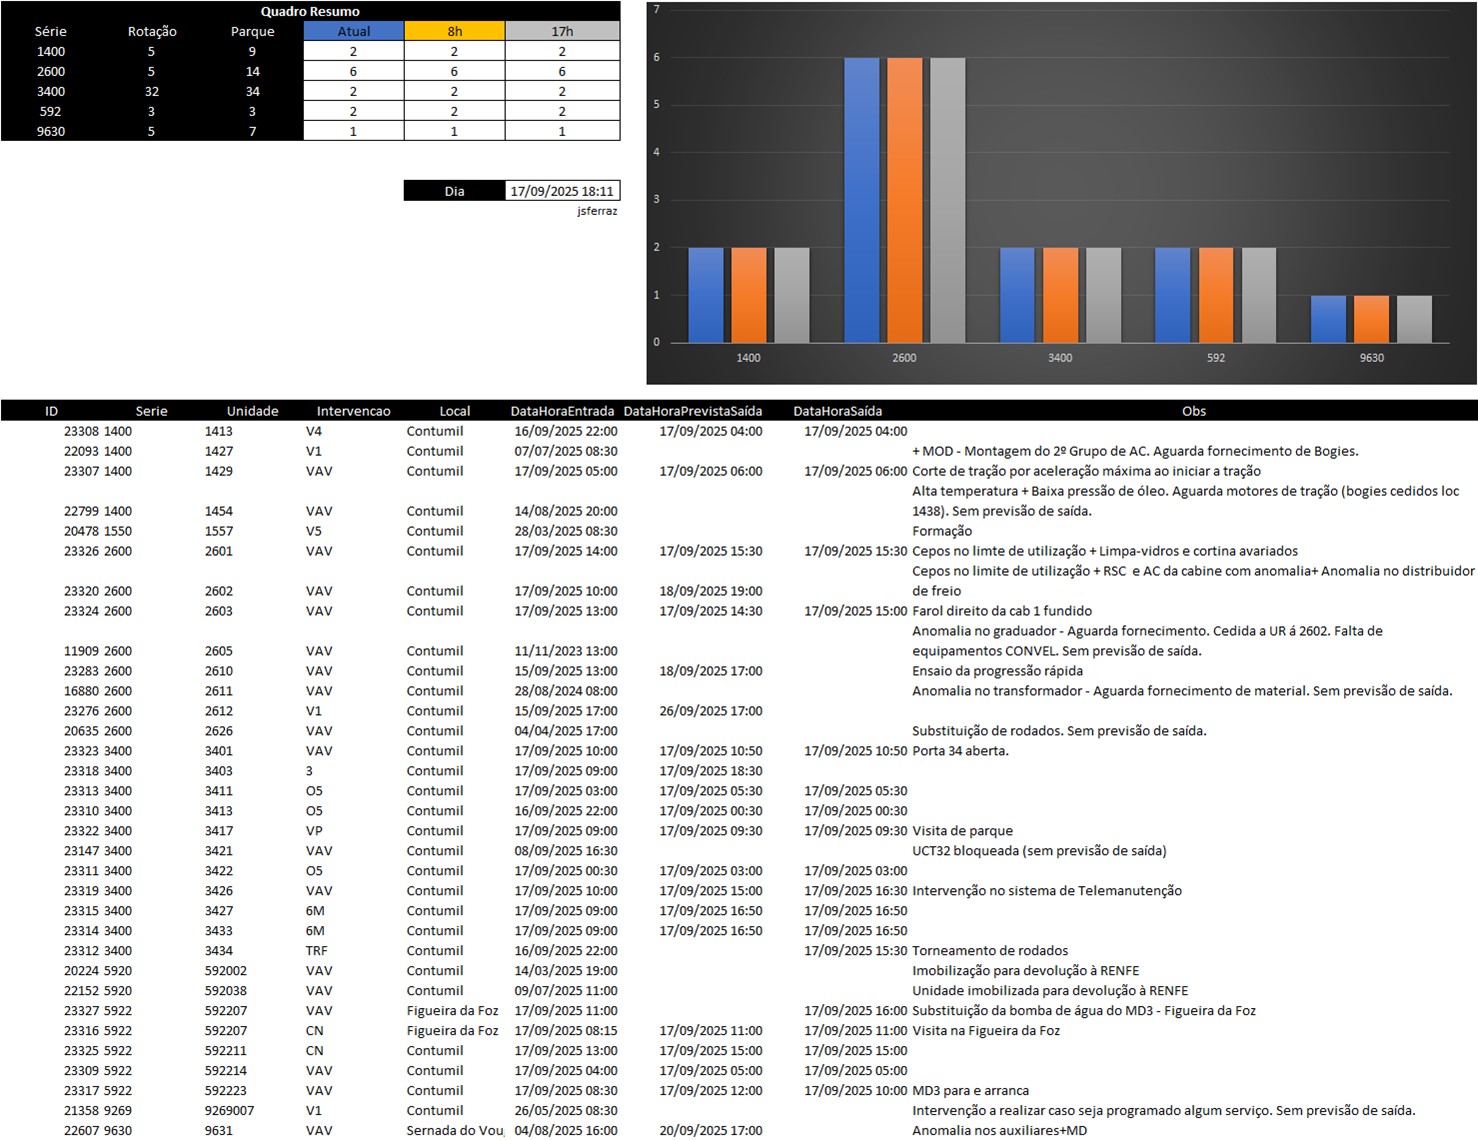 Quadro Resumo
Série Rotação Parque Atual 8h 17h
1400 5 9 2 2 2
2600 5 14 6 6 6
3400 32 34 2 2 2
592 3 3 2 2 2
9630 5 7 1 1 1
Dia 17/09/2025 18:11
jsferraz
7
6
5
4
3
2
1
0
1400 2600 3400 592 9630
ID Serie Unidade Intervencao Local DataHoraEntrada DataHoraPrevistaSaída DataHoraSaída Obs
23308 1400 1413 V4 Contumil 16/09/2025 22:00 17/09/2025 04:00 17/09/2025 04:00
22093 1400 1427 V1 Contumil 07/07/2025 08:30 + MOD - Montagem do 2º Grupo de AC. Aguarda fornecimento de Bogies.
23307 1400 1429 VAV Contumil 17/09/2025 05:00 17/09/2025 06:00 17/09/2025 06:00 Corte de tração por aceleração máxima ao iniciar a tração
Alta temperatura + Baixa pressão de óleo. Aguarda motores de tração (bogies cedidos loc
22799 1400 1454 VAV Contumil 14/08/2025 20:00 1438). Sem previsão de saída.
20478 1550 1557 V5 Contumil 28/03/2025 08:30 Formação
23326 2600 2601 VAV Contumil 17/09/2025 14:00 17/09/2025 15:30 17/09/2025 15:30 Cepos no limte de utilização + Limpa-vidros e cortina avariados
Cepos no limite de utilização + RSC e AC da cabine com anomalia+ Anomalia no distribuidor
23320 2600 2602 VAV Contumil 17/09/2025 10:00 18/09/2025 19:00 de freio
23324 2600 2603 VAV Contumil 17/09/2025 13:00 17/09/2025 14:30 17/09/2025 15:00 Farol direito da cab 1 fundido
Anomalia no graduador - Aguarda fornecimento. Cedida a UR á 2602. Falta de
11909 2600 2605 VAV Contumil 11/11/2023 13:00 equipamentos CONVEL. Sem previsão de saída.
23283 2600 2610 VAV Contumil 15/09/2025 13:00 18/09/2025 17:00 Ensaio da progressão rápida
16880 2600 2611 VAV Contumil 28/08/2024 08:00 Anomalia no transformador - Aguarda fornecimento de material. Sem previsão de saída.
23276 2600 2612 V1 Contumil 15/09/2025 17:00 26/09/2025 17:00
20635 2600 2626 VAV Contumil 04/04/2025 17:00 Substituição de rodados. Sem previsão de saída.
23323 3400 3401 VAV Contumil 17/09/2025 10:00 17/09/2025 10:50 17/09/2025 10:50 Porta 34 aberta.
23318 3400 3403 3 Contumil 17/09/2025 09:00 17/09/2025 18:30
23313 3400 3411 O5 Contumil 17/09/2025 03:00 17/09/2025 05:30 17/09/2025 05:30
23310 3400 3413 O5 Contumil 16/09/2025 22:00 17/09/2025 00:30 17/09/2025 00:30
23322 3400 3417 VP Contumil 17/09/2025 09:00 17/09/2025 09:30 17/09/2025 09:30 Visita de parque
23147 3400 3421 VAV Contumil 08/09/2025 16:30 UCT32 bloqueada (sem previsão de saída)
23311 3400 3422 O5 Contumil 17/09/2025 00:30 17/09/2025 03:00 17/09/2025 03:00
23319 3400 3426 VAV Contumil 17/09/2025 10:00 17/09/2025 15:00 17/09/2025 16:30 Intervenção no sistema de Telemanutenção
23315 3400 3427 6M Contumil 17/09/2025 09:00 17/09/2025 16:50 17/09/2025 16:50
23314 3400 3433 6M Contumil 17/09/2025 09:00 17/09/2025 16:50 17/09/2025 16:50
23312 3400 3434 TRF Contumil 16/09/2025 22:00 17/09/2025 15:30 Torneamento de rodados
20224 5920 592002 VAV Contumil 14/03/2025 19:00 Imobilização para devolução à RENFE
22152 5920 592038 VAV Contumil 09/07/2025 11:00 Unidade imobilizada para devolução à RENFE
23327 5922 592207 VAV Figueira da Foz 17/09/2025 11:00 17/09/2025 16:00 Substituição da bomba de água do MD3 - Figueira da Foz
23316 5922 592207 CN Figueira da Foz 17/09/2025 08:15 17/09/2025 11:00 17/09/2025 11:00 Visita na Figueira da Foz
23325 5922 592211 CN Contumil 17/09/2025 13:00 17/09/2025 15:00 17/09/2025 15:00
23309 5922 592214 VAV Contumil 17/09/2025 04:00 17/09/2025 05:00 17/09/2025 05:00
23317 5922 592223 VAV Contumil 17/09/2025 08:30 17/09/2025 12:00 17/09/2025 10:00 MD3 para e arranca
21358 9269 9269007 V1 Contumil 26/05/2025 08:30 Intervenção a realizar caso seja programado algum serviço. Sem previsão de saída.
22607 9630 9631 VAV Sernada do Vou 04/08/2025 16:00 20/09/2025 17:00 Anomalia nos auxiliares+MD